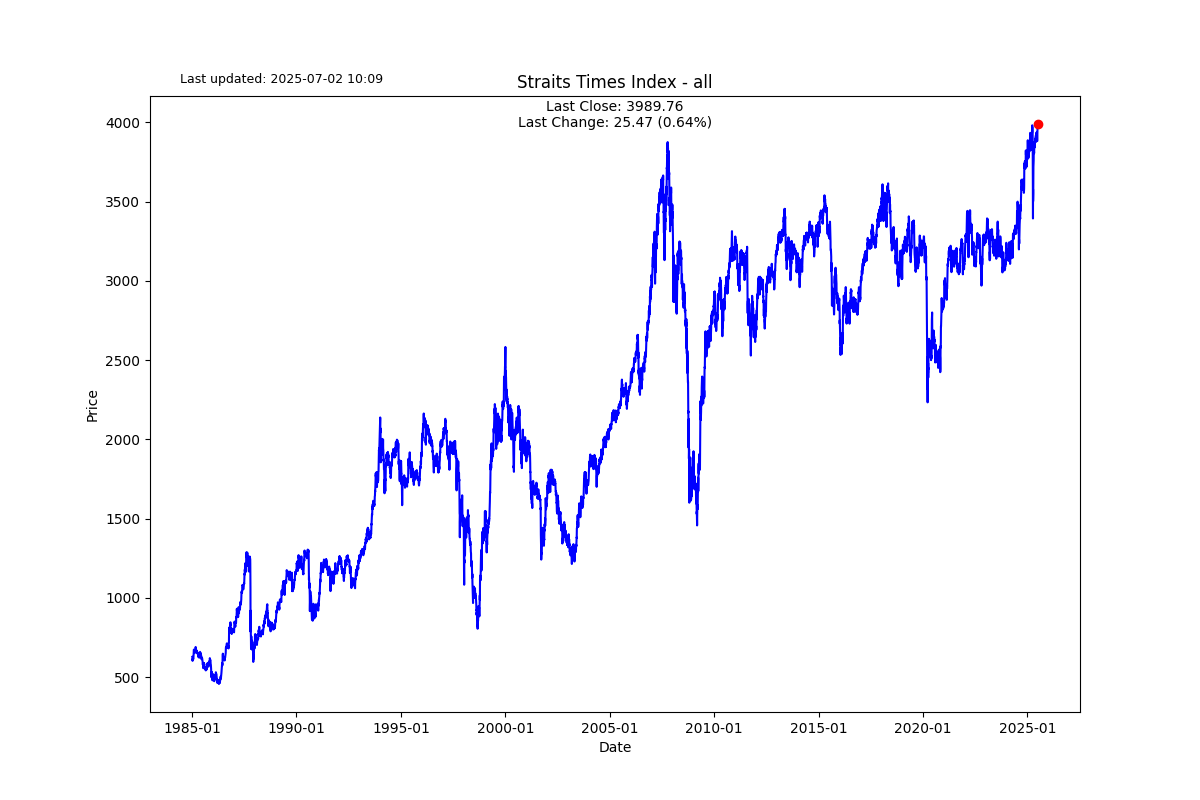 Last updated: 2025-07-02 10:09
Straits Times Index - all
Last Close: 3989.76
Last Change: 25.47 (0.64%)
Price
4000
3500
3000
2500
2000
1500
1000
500
1985-01 1990-01 1995-01 2000-01 2005-01 2010-01 2015-01 2020-01 2025-01
Date